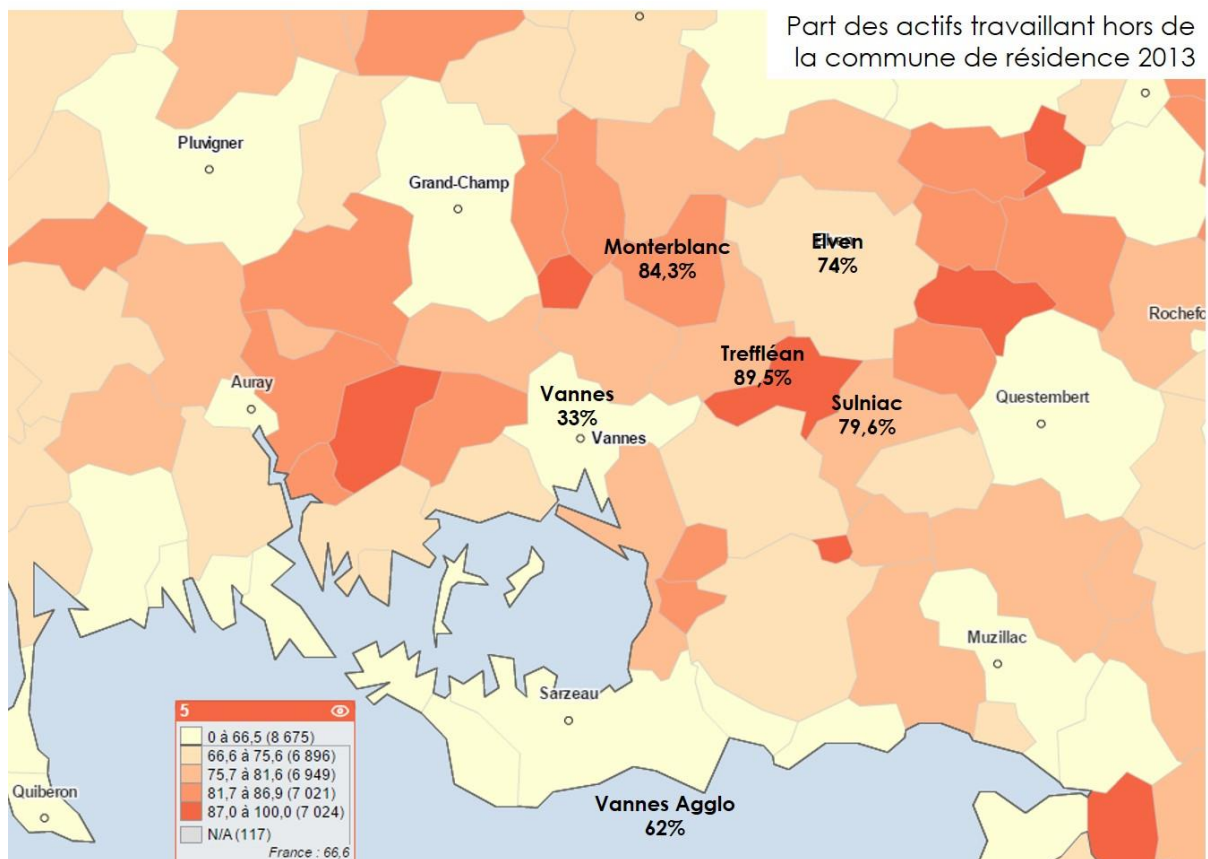 Part des actifs travaillant hors de
la commune de résidence 2013
Pluvigner
Grand-Champ
Monterblanc
84,3%
Elven
74%
Rochefo
Treffléan
89,5%
Auray
Vannes
33%
Vannes
Sulniac
79,6%
Questembert
Muzillac
Sarzeau
Quiberon
Vannes Agglo
62%
5
0 à 66,5 (8 675)
66,6 à 75,6 (6 896)
75,7 à 81,6 (6 949)
81,7 à 86,9 (7 021)
87,0 à 100,0 (7 024)
N/A (117)
France : 66,6